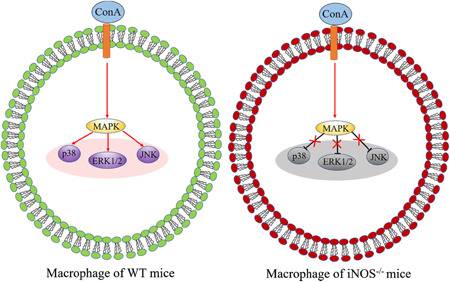 ConA
MAPK
p38
ERK1/2
JNK
Macrophage of WT mice
ConA
MAPK
p38
ERK1/2
JNK
Macrophage of iNOS-/- mice